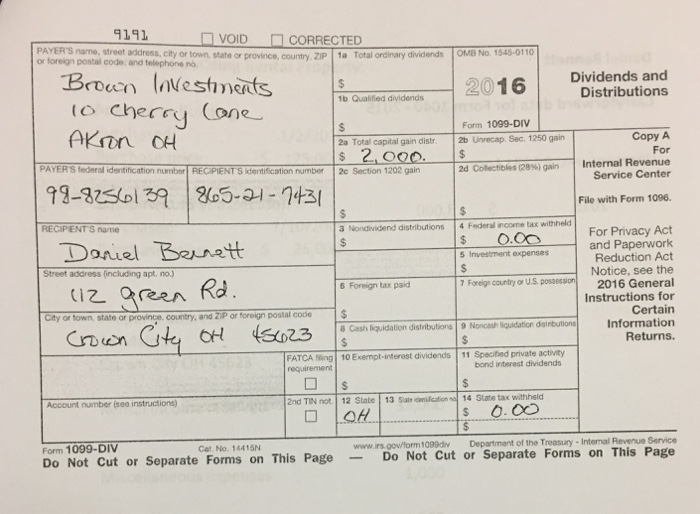 9191 ☐ VOID ☐ CORRECTED
PAYER'S name, street address, city or town, state or province, country, ZIP
or foreign postal code, and telephone no.
Brown Investments
10 Cherry Lane
Akron OH
1a Total ordinary dividends
$
1b Qualified dividends
$
OMB No. 1545-0110
2016
Form 1099-DIV
Dividends and
Distributions
2a Total capital gain distr.
$ 2,000.
2b Unrecap. Sec. 1250 gain
$
Copy A
For
Internal Revenue
Service Center
File with Form 1096.
PAYER'S federal identification number
98-8256139
RECIPIENT'S identification number
865-21-7431
2c Section 1202 gain
$
2d Collectibles (28%) gain
$
RECIPIENT'S name
Daniel Bennett
3 Nondividend distributions
$
4 Federal income tax withheld
$ 0.00
5 Investment expenses
$
For Privacy Act
and Paperwork
Reduction Act
Notice, see the
2016 General
Instructions for
Certain
Information
Returns.
Street address (including apt. no.)
112 green Rd.
6 Foreign tax paid
$
7 Foreign country or U.S. possession
City or town, state or province, country, and ZIP or foreign postal code
Crown City OH 45623
8 Cash liquidation distributions
$
9 Noncash liquidation distributions
$
FATCA filing
requirement
☐
10 Exempt-interest dividends
$
11 Specified private activity
bond interest dividends
$
Account number (see instructions)
2nd TIN not.
☐
12 State
OH
13 State identification no.
14 State tax withheld
$ 0.00
$
Form 1099-DIV Cat. No. 14415N www.irs.gov/form1099div Department of the Treasury - Internal Revenue Service
Do Not Cut or Separate Forms on This Page — Do Not Cut or Separate Forms on This Page